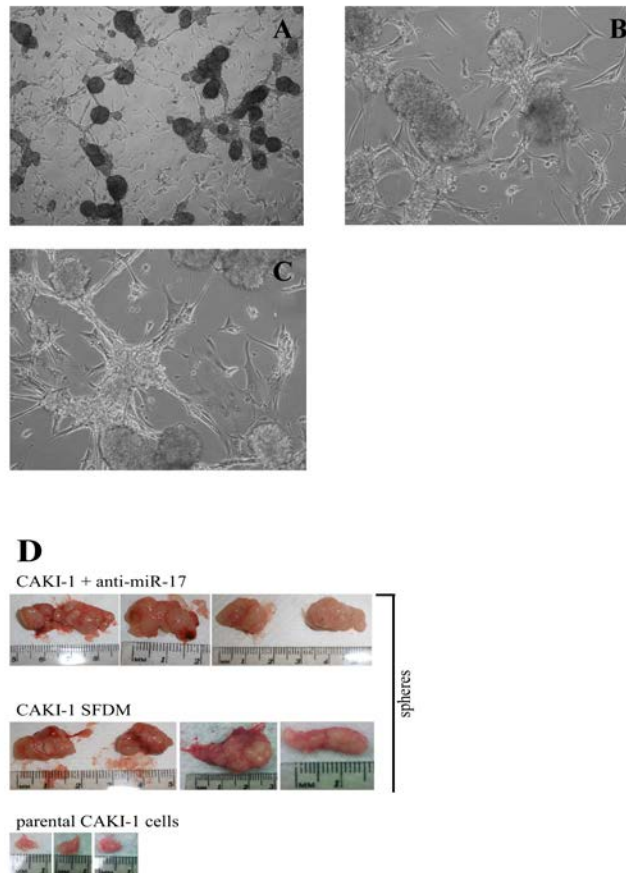 A
B
C
D
CAKI-1 + anti-miR-17
CAKI-1 SFDM
spheres
parental CAKI-1 cells